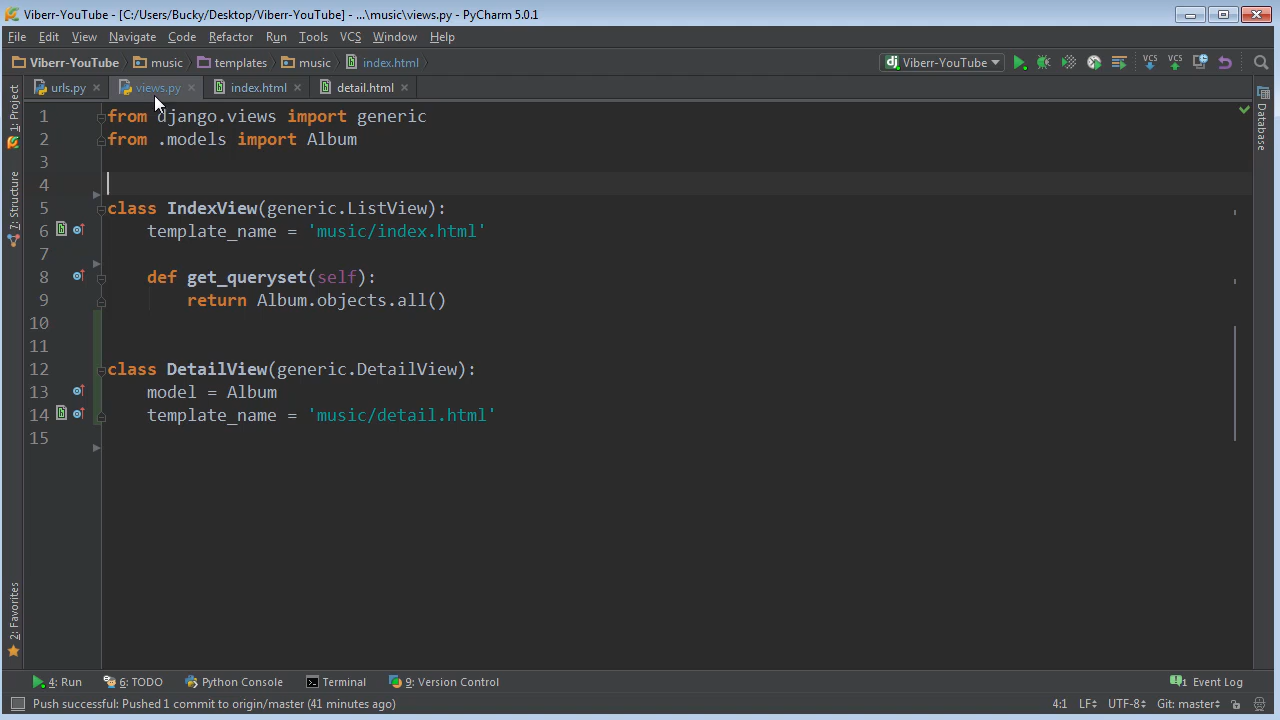 Viberr-YouTube - [C:/Users/Bucky/Desktop/Viberr-YouTube] - ...\music\views.py - PyCharm 5.0.1
File Edit View Navigate Code Refactor Run Tools VCS Window Help
Viberr-YouTube music templates music index.html dj Viberr-YouTube VCS VCS
urls.py views.py index.html detail.html
1: Project
7: Structure
2: Favorites
Database
1 from django.views import generic
2 from .models import Album
3
4
5 class IndexView(generic.ListView):
6 template_name = 'music/index.html'
7
8 def get_queryset(self):
9 return Album.objects.all()
10
11
12 class DetailView(generic.DetailView):
13 model = Album
14 template_name = 'music/detail.html'
15
4: Run 6: TODO Python Console Terminal 9: Version Control 1 Event Log
Push successful: Pushed 1 commit to origin/master (41 minutes ago) 4:1 LF UTF-8 Git: master